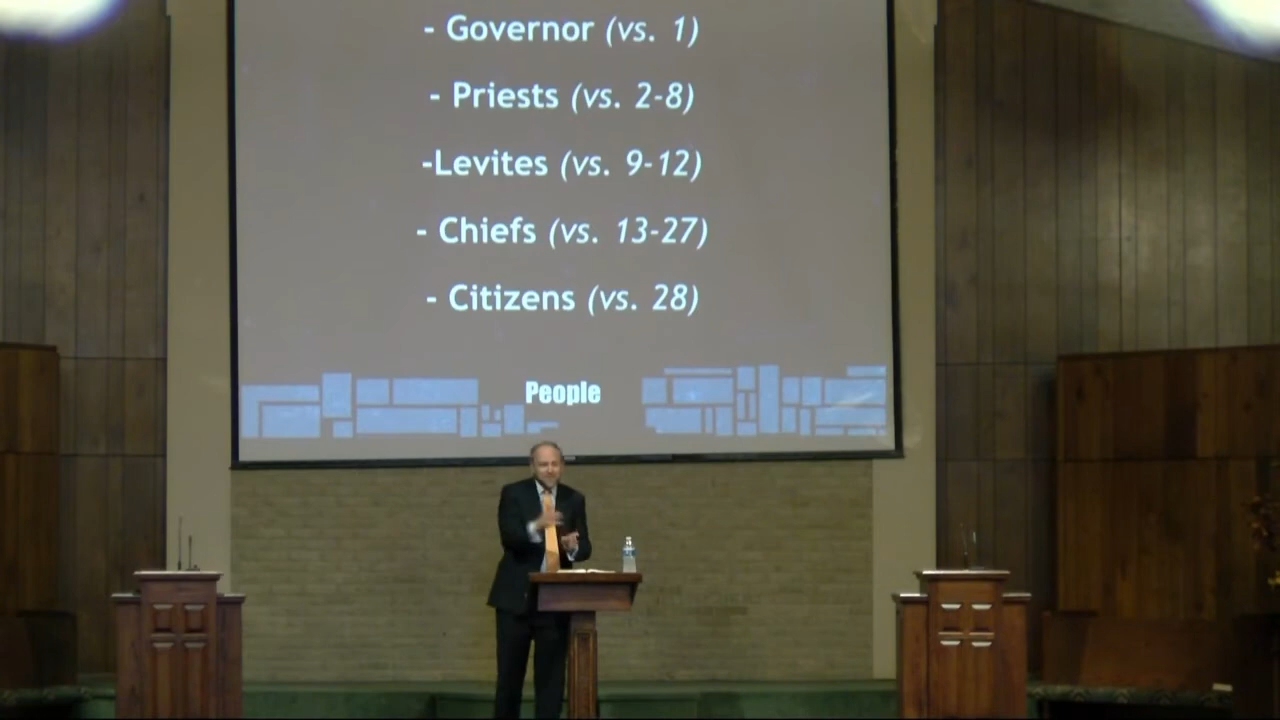 - Governor (vs. 1)
- Priests (vs. 2-8)
-Levites (vs. 9-12)
- Chiefs (vs. 13-27)
- Citizens (vs. 28)
People